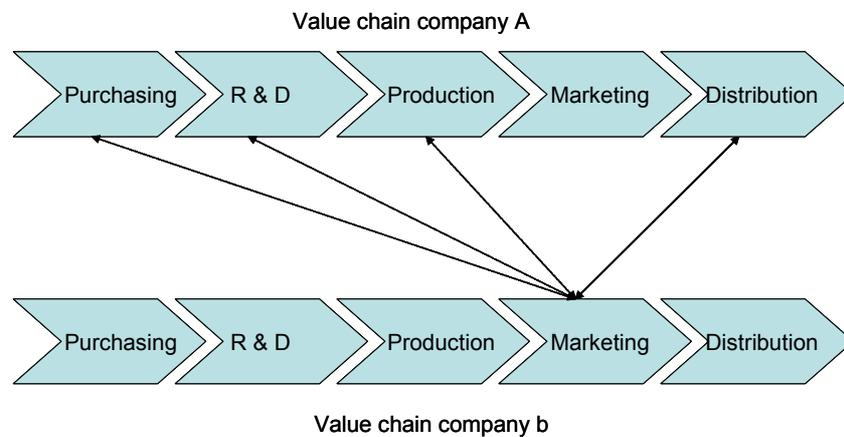 Value chain company A
Purchasing R & D Production Marketing Distribution
Purchasing R & D Production Marketing Distribution
Value chain company b